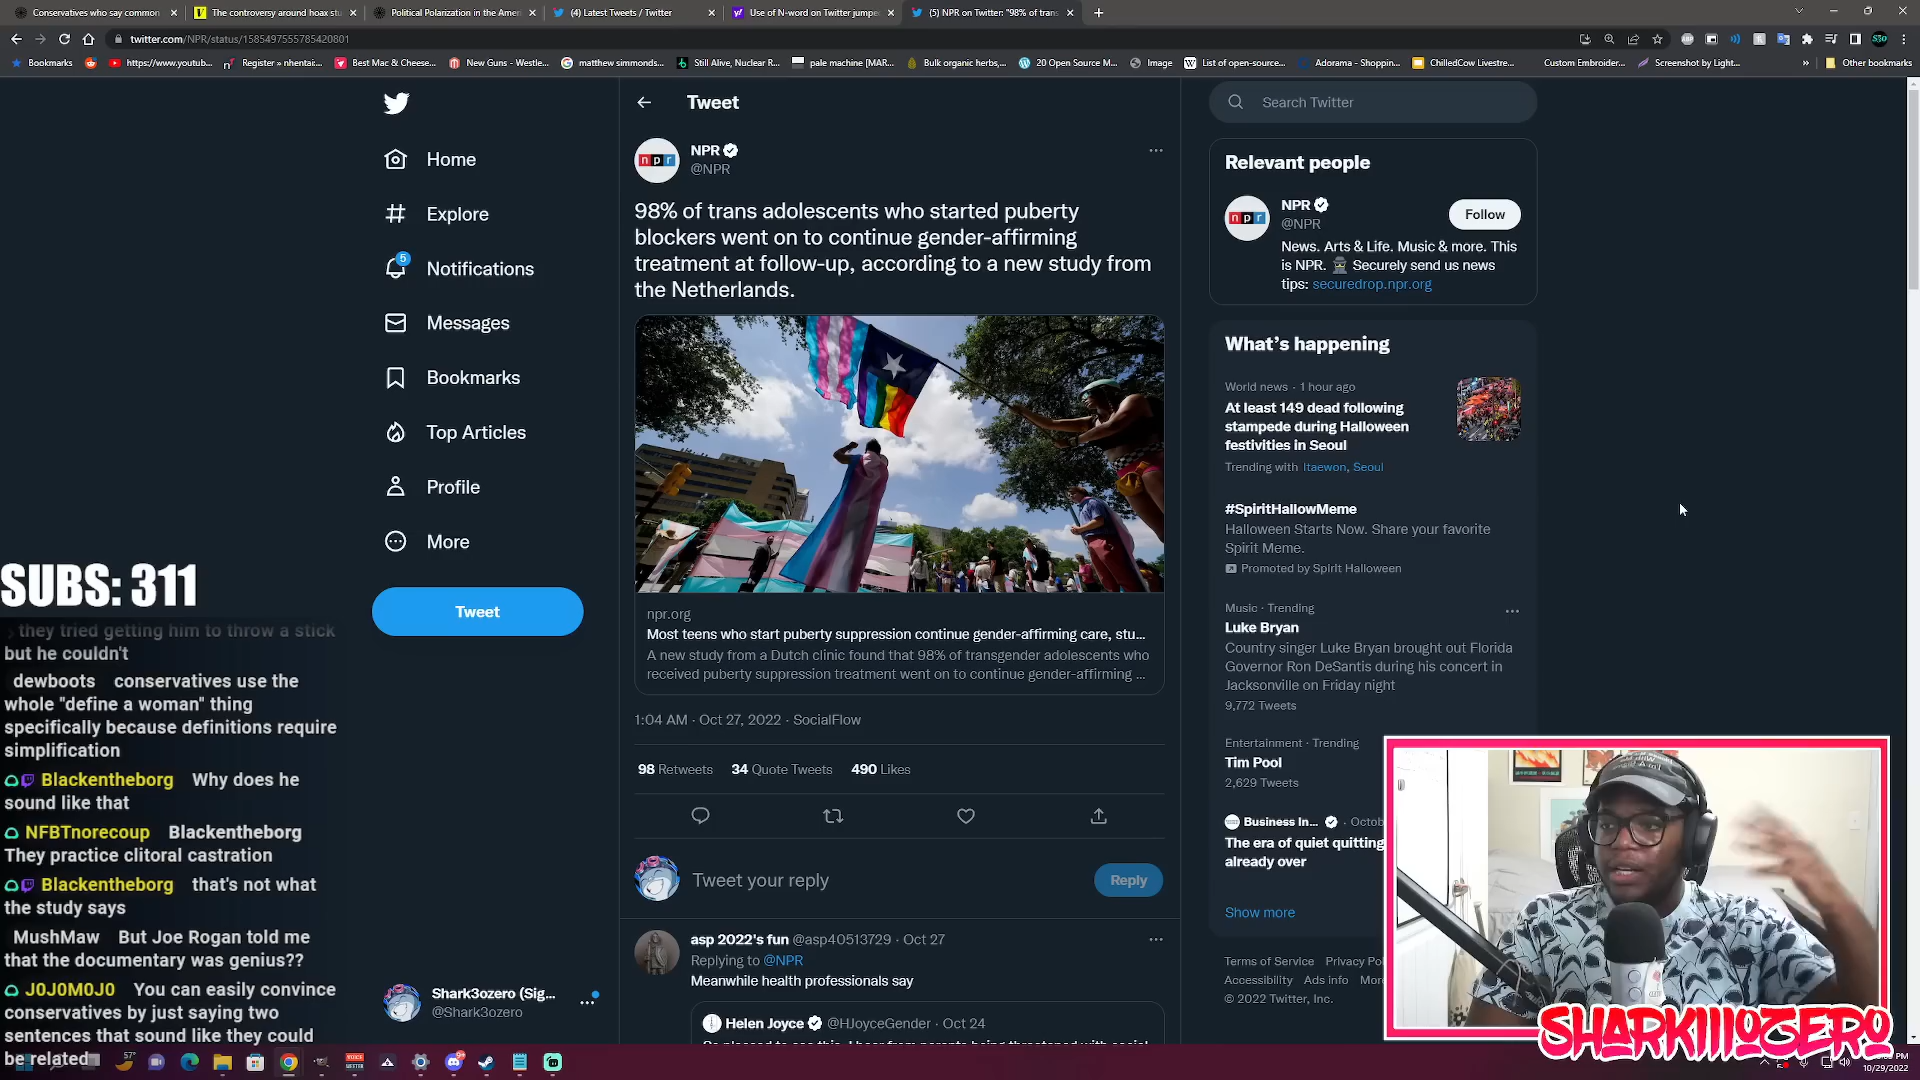 Conservatives who say common
The controversy around hoax stu
Political Polarization in the Amer
(4) Latest Tweets / Twitter
Use of N-word on Twitter jumpe
(5) NPR on Twitter: "98% of trans
twitter.com/NPR/status/1585497555785420801
Bookmarks
https://www.youtub...
Register » nhentai...
Best Mac & Cheese...
New Guns - Westle...
matthew simmonds...
Still Alive, Nuclear R...
pale machine [MAR...
Bulk organic herbs,...
20 Open Source M...
Image
List of open-source...
Adorama - Shoppin...
ChilledCow Livestre...
Custom Embroider...
Screenshot by Light...
Other bookmarks
Home
Explore
5
Notifications
Messages
Bookmarks
Top Articles
Profile
More
Tweet
Shark3ozero (Sig...
@Shark3ozero
SUBS: 311
they tried getting him to throw a stick
but he couldn't
dewboots conservatives use the
whole "define a woman" thing
specifically because definitions require
simplification
Blackentheborg Why does he
sound like that
NFBTnorecoup Blackentheborg
They practice clitoral castration
Blackentheborg that's not what
the study says
MushMaw But Joe Rogan told me
that the documentary was genius??
J0J0M0J0 You can easily convince
conservatives by just saying two
sentences that sound like they could
be related
Tweet
npr
NPR
@NPR
98% of trans adolescents who started puberty
blockers went on to continue gender-affirming
treatment at follow-up, according to a new study from
the Netherlands.
npr.org
Most teens who start puberty suppression continue gender-affirming care, stu...
A new study from a Dutch clinic found that 98% of transgender adolescents who
received puberty suppression treatment went on to continue gender-affirming ...
1:04 AM · Oct 27, 2022 · SocialFlow
98 Retweets 34 Quote Tweets 490 Likes
Tweet your reply
Reply
asp 2022's fun @asp40513729 · Oct 27
Replying to @NPR
Meanwhile health professionals say
Helen Joyce @HJoyceGender · Oct 24
Search Twitter
Relevant people
npr
NPR
@NPR
Follow
News. Arts & Life. Music & more. This
is NPR. Securely send us news
tips: securedrop.npr.org
What's happening
World news · 1 hour ago
At least 149 dead following
stampede during Halloween
festivities in Seoul
Trending with Itaewon, Seoul
#SpiritHallowMeme
Halloween Starts Now. Share your favorite
Spirit Meme.
Promoted by Spirit Halloween
Music · Trending
Luke Bryan
Country singer Luke Bryan brought out Florida
Governor Ron DeSantis during his concert in
Jacksonville on Friday night
9,772 Tweets
Entertainment · Trending
Tim Pool
2,629 Tweets
Business In... · Octob
The era of quiet quitting
already over
Show more
Terms of Service Privacy Pol
Accessibility Ads info More
© 2022 Twitter, Inc.
SHARKIIIOZERO
57°
10/29/2022